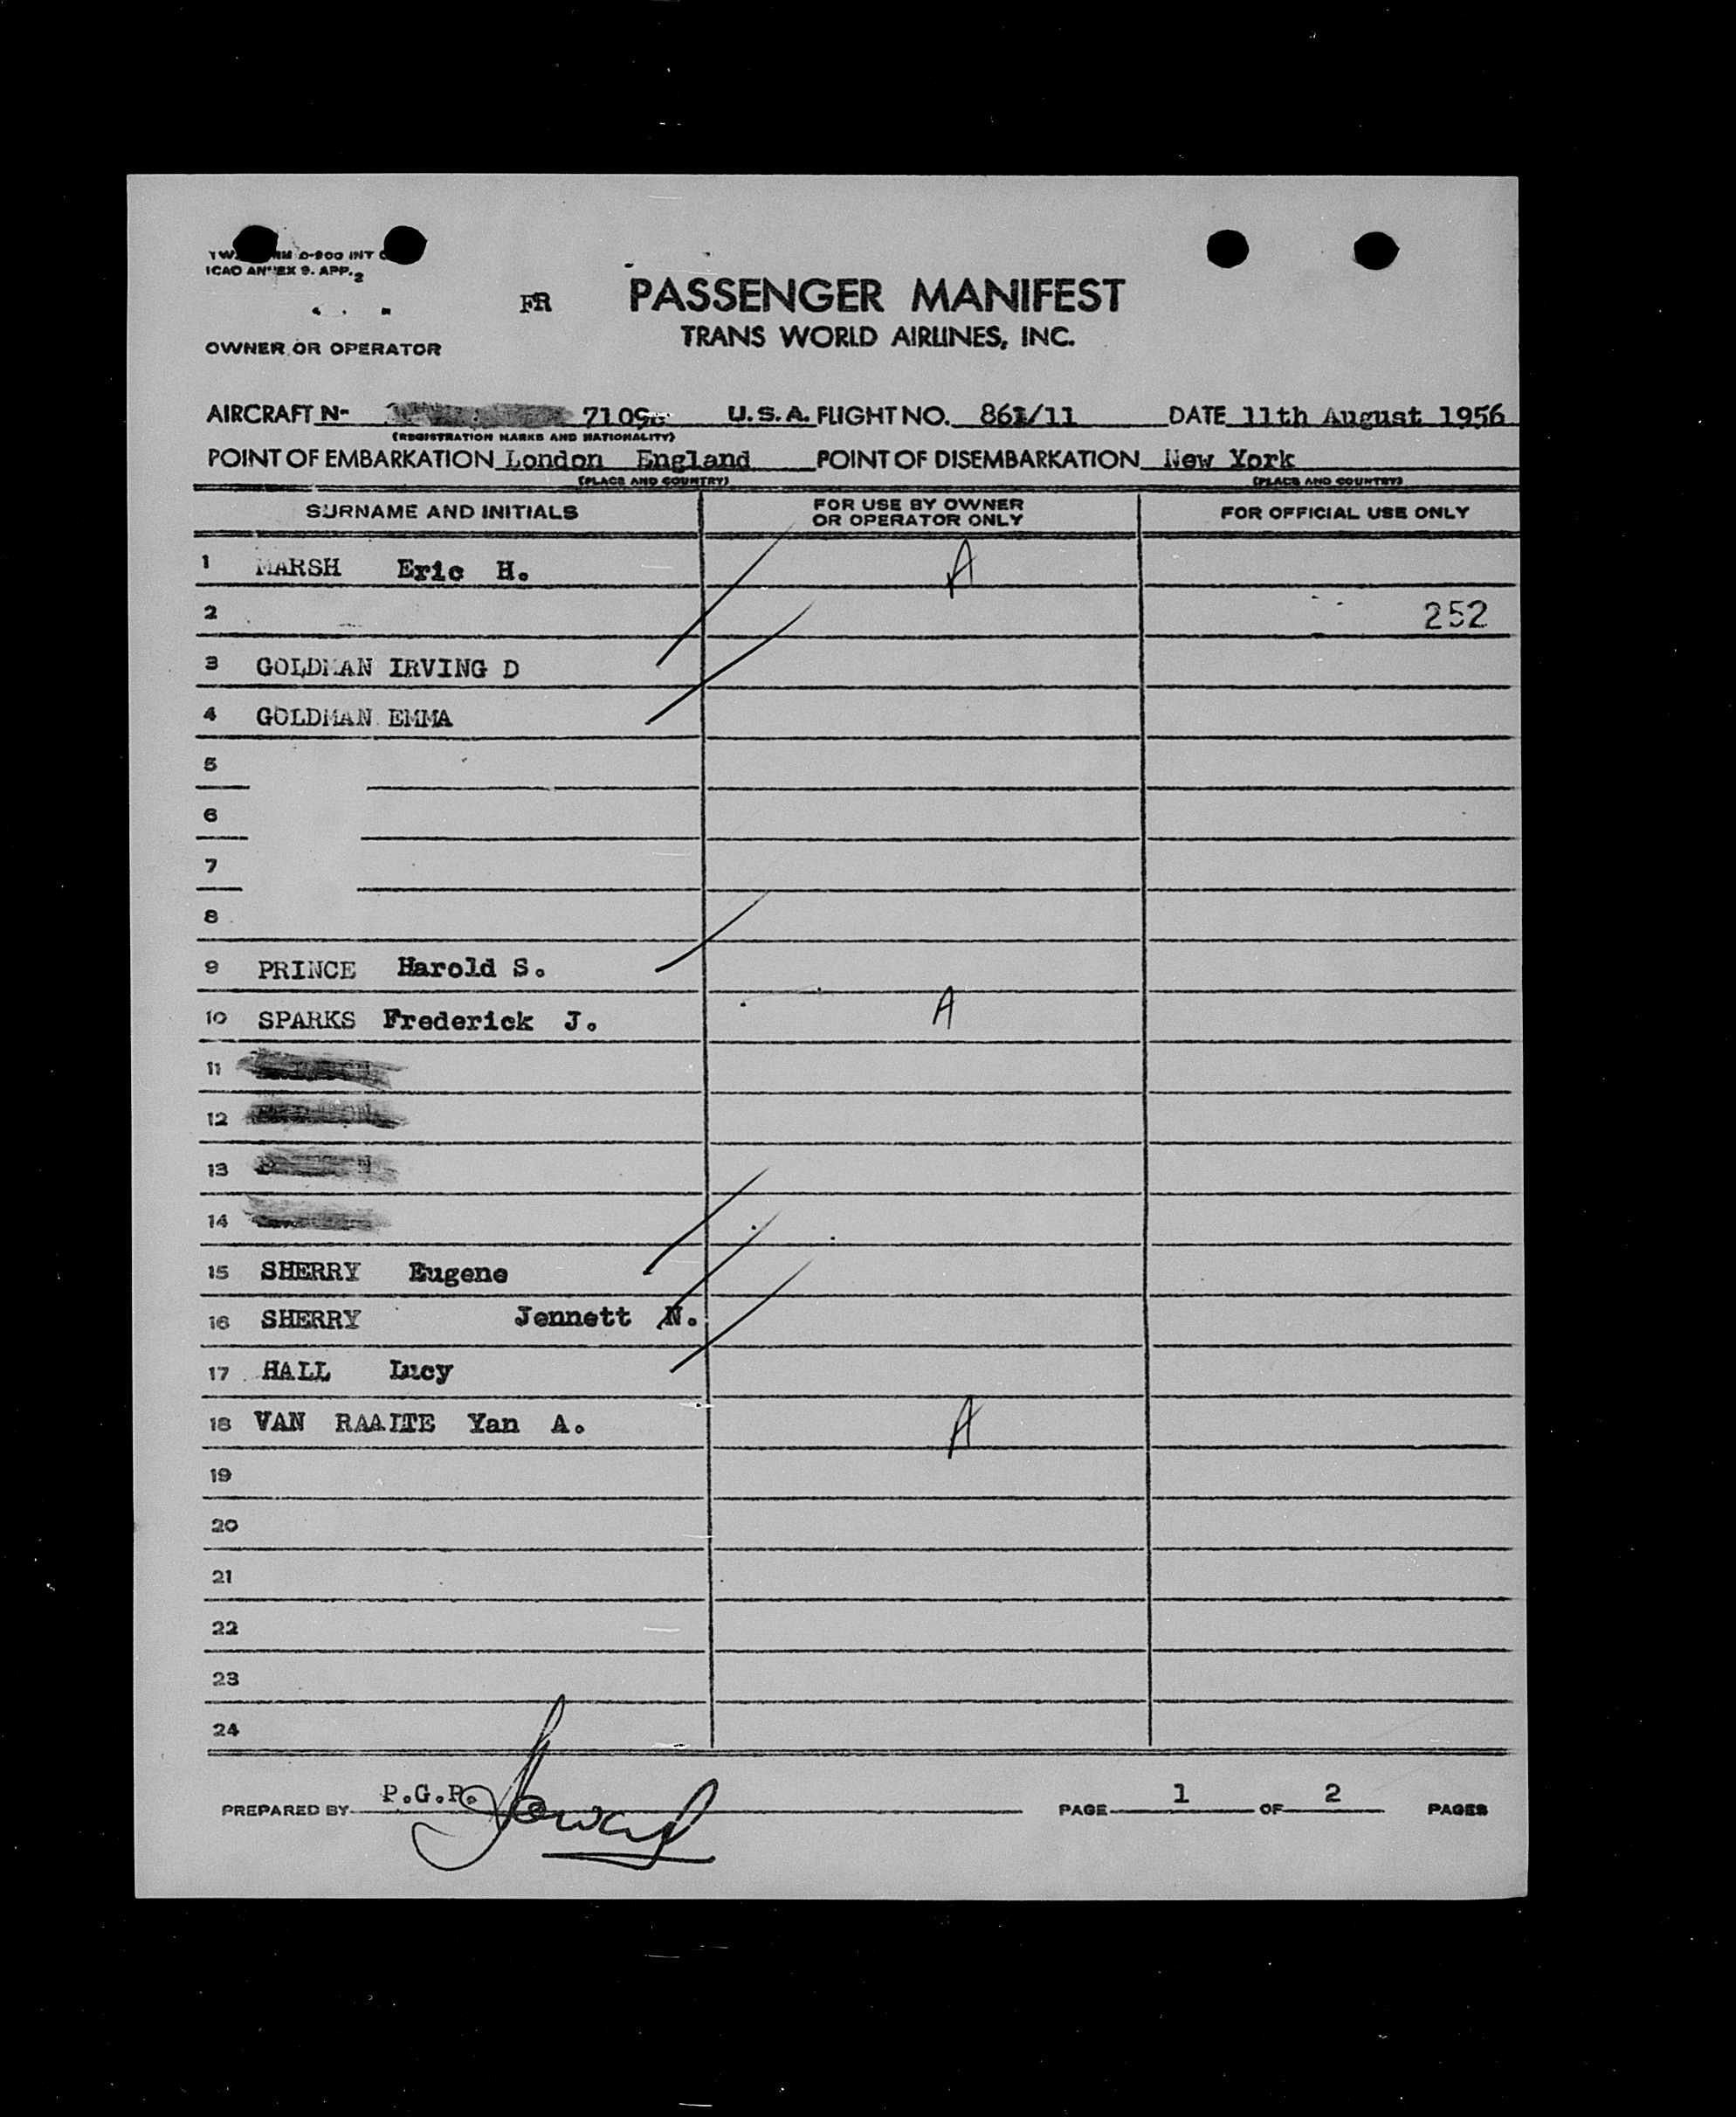 ICAO ANNEX 9. APP. 2
FR PASSENGER MANIFEST
TRANS WORLD AIRLINES, INC.
OWNER OR OPERATOR
AIRCRAFT N- U.S.A. FLIGHT NO. 861/11 DATE 11th August 1956
(REGISTRATION MARKS AND NATIONALITY)
POINT OF EMBARKATION London England POINT OF DISEMBARKATION New York
(PLACE AND COUNTRY) (PLACE AND COUNTRY)
SURNAME AND INITIALS FOR USE BY OWNER OR OPERATOR ONLY FOR OFFICIAL USE ONLY
1 MARSH Eric H. A
2 252
3 GOLDMAN IRVING D
4 GOLDMAN EMMA
5
6
7
8
9 PRINCE Harold S.
10 SPARKS Frederick J. A
11
12
13
14
15 SHERRY Eugene
16 SHERRY Jennett N.
17 HALL Lucy
18 VAN RAAITE Yan A. A
19
20
21
22
23
24
PREPARED BY P.G.P. PAGE 1 OF 2 PAGES